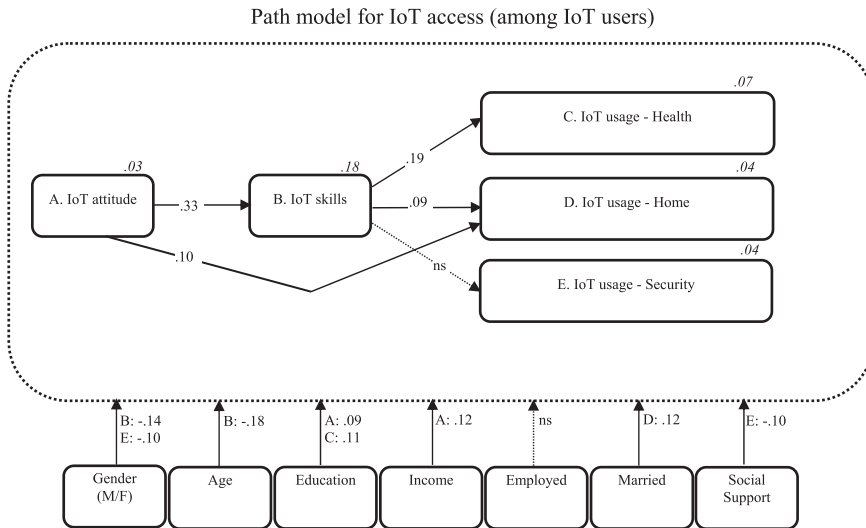 Path model for IoT access (among IoT users)
.07
C. IoT usage - Health
.03
.18
.19
.04
A. IoT attitude
.33
B. IoT skills
.09
D. IoT usage - Home
.10
ns
.04
E. IoT usage - Security
B: -.14
E: -.10
B: -.18
A: .09
C: .11
A: .12
ns
D: .12
E: -.10
Gender
(M/F)
Age
Education
Income
Employed
Married
Social
Support